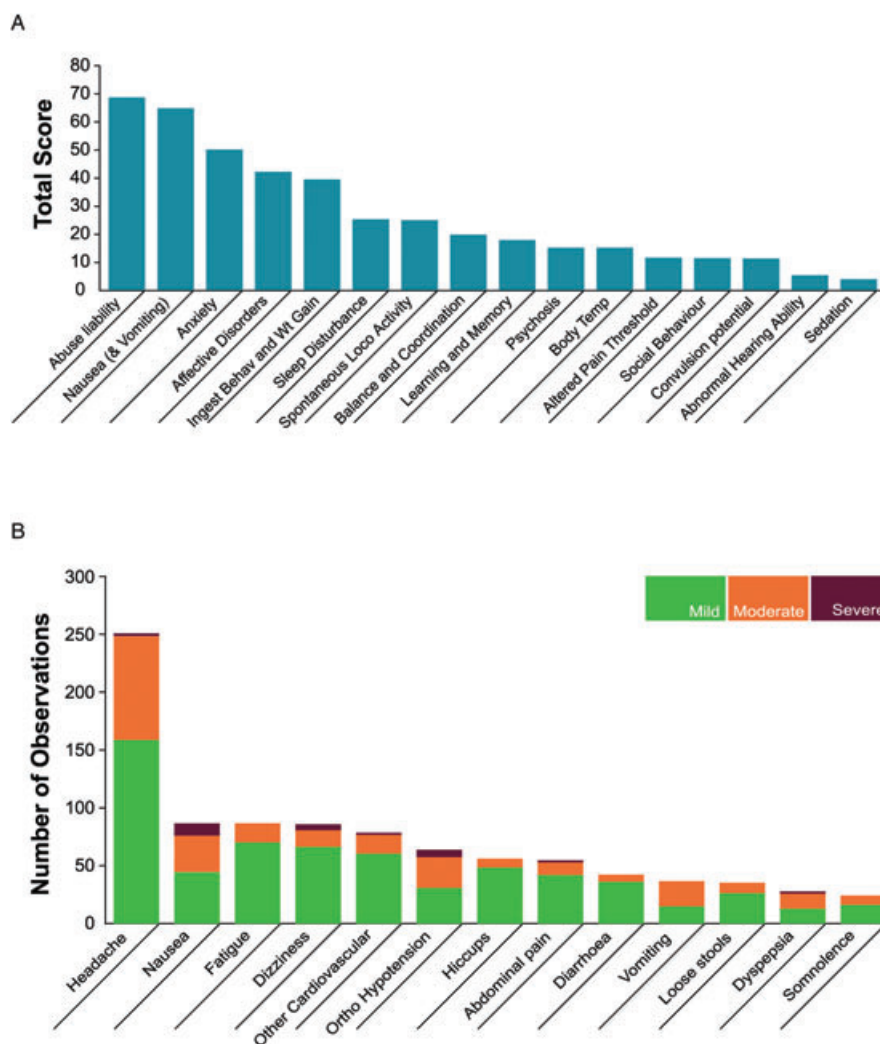 A
Total Score
80
70
60
50
40
30
20
10
0
Abuse liability
Nausea (& Vomiting)
Anxiety
Affective Disorders
Ingest Behav and Wt Gain
Sleep Disturbance
Spontaneous Loco Activity
Balance and Coordination
Learning and Memory
Psychosis
Body Temp
Altered Pain Threshold
Social Behaviour
Convulsion potential
Abnormal Hearing Ability
Sedation
B
Number of Observations
300
250
200
150
100
50
0
Mild Moderate Severe
Headache
Nausea
Fatigue
Dizziness
Other Cardiovascular
Ortho Hypotension
Hiccups
Abdominal pain
Diarrhoea
Vomiting
Loose stools
Dyspepsia
Somnolence